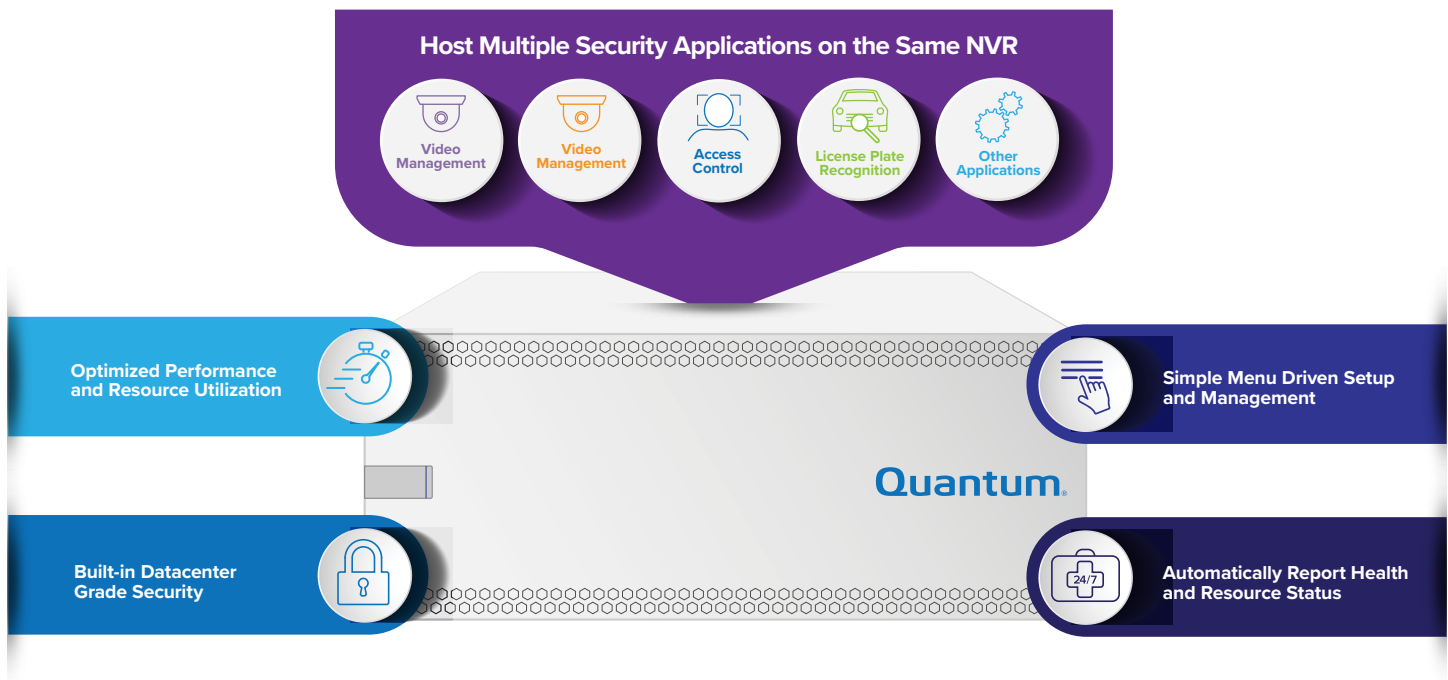 Host Multiple Security Applications on the Same NVR
Video
Management
Video
Management
Access
Control
License Plate
Recognition
Other
Applications
Optimized Performance
and Resource Utilization
Simple Menu Driven Setup
and Management
Quantum®
Built-in Datacenter
Grade Security
24/7
Automatically Report Health
and Resource Status